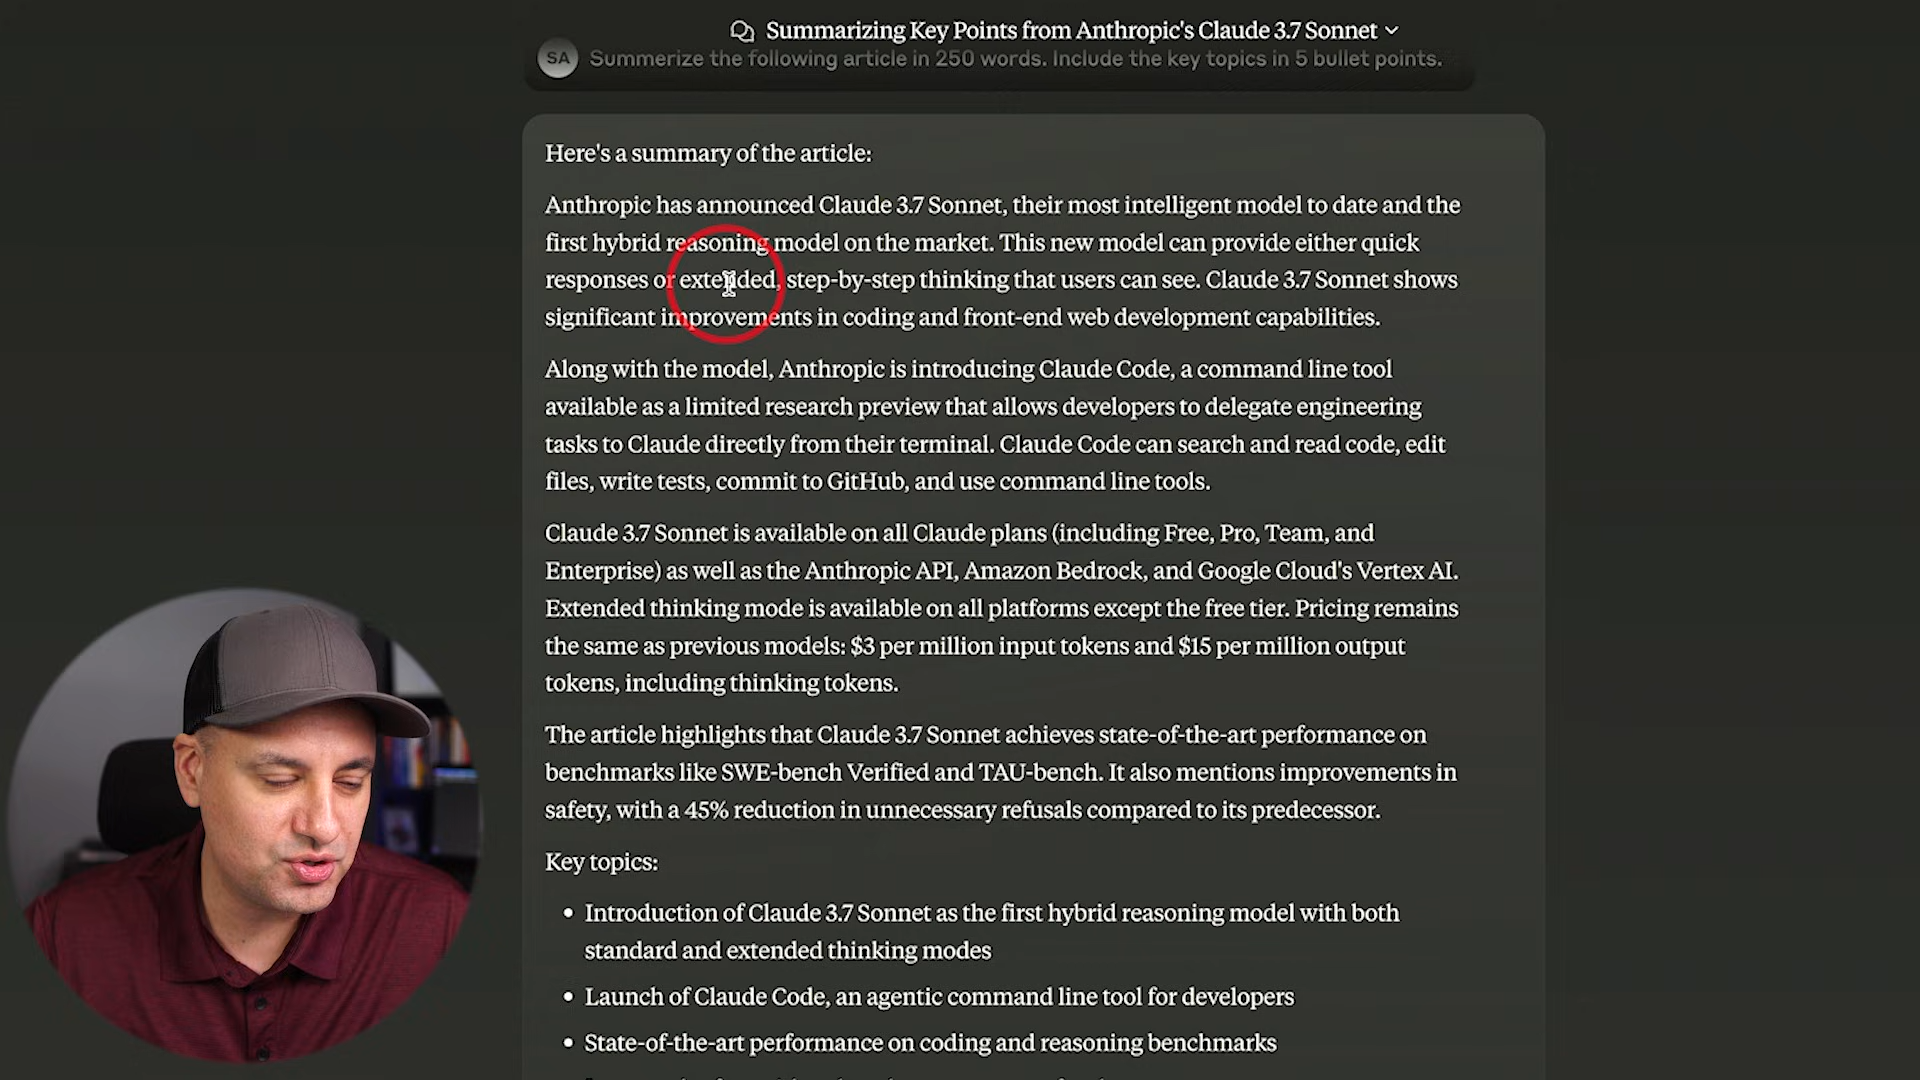 Summarizing Key Points from Anthropic's Claude 3.7 Sonnet
SA Summerize the following article in 250 words. Include the key topics in 5 bullet points.
Here's a summary of the article:
Anthropic has announced Claude 3.7 Sonnet, their most intelligent model to date and the
first hybrid reasoning model on the market. This new model can provide either quick
responses or extended, step-by-step thinking that users can see. Claude 3.7 Sonnet shows
significant improvements in coding and front-end web development capabilities.
Along with the model, Anthropic is introducing Claude Code, a command line tool
available as a limited research preview that allows developers to delegate engineering
tasks to Claude directly from their terminal. Claude Code can search and read code, edit
files, write tests, commit to GitHub, and use command line tools.
Claude 3.7 Sonnet is available on all Claude plans (including Free, Pro, Team, and
Enterprise) as well as the Anthropic API, Amazon Bedrock, and Google Cloud's Vertex AI.
Extended thinking mode is available on all platforms except the free tier. Pricing remains
the same as previous models: $3 per million input tokens and $15 per million output
tokens, including thinking tokens.
The article highlights that Claude 3.7 Sonnet achieves state-of-the-art performance on
benchmarks like SWE-bench Verified and TAU-bench. It also mentions improvements in
safety, with a 45% reduction in unnecessary refusals compared to its predecessor.
Key topics:
• Introduction of Claude 3.7 Sonnet as the first hybrid reasoning model with both
standard and extended thinking modes
• Launch of Claude Code, an agentic command line tool for developers
• State-of-the-art performance on coding and reasoning benchmarks